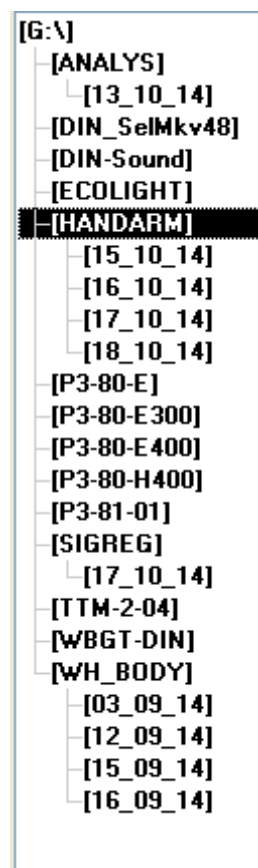 [G:\]
[ANALYS]
[13_10_14]
[DIN_SelMkv48]
[DIN-Sound]
[ECOLIGHT]
[HANDARM]
[15_10_14]
[16_10_14]
[17_10_14]
[18_10_14]
[P3-80-E]
[P3-80-E300]
[P3-80-E400]
[P3-80-H400]
[P3-81-01]
[SIGREG]
[17_10_14]
[TTM-2-04]
[WBGT-DIN]
[WH_BODY]
[03_09_14]
[12_09_14]
[15_09_14]
[16_09_14]